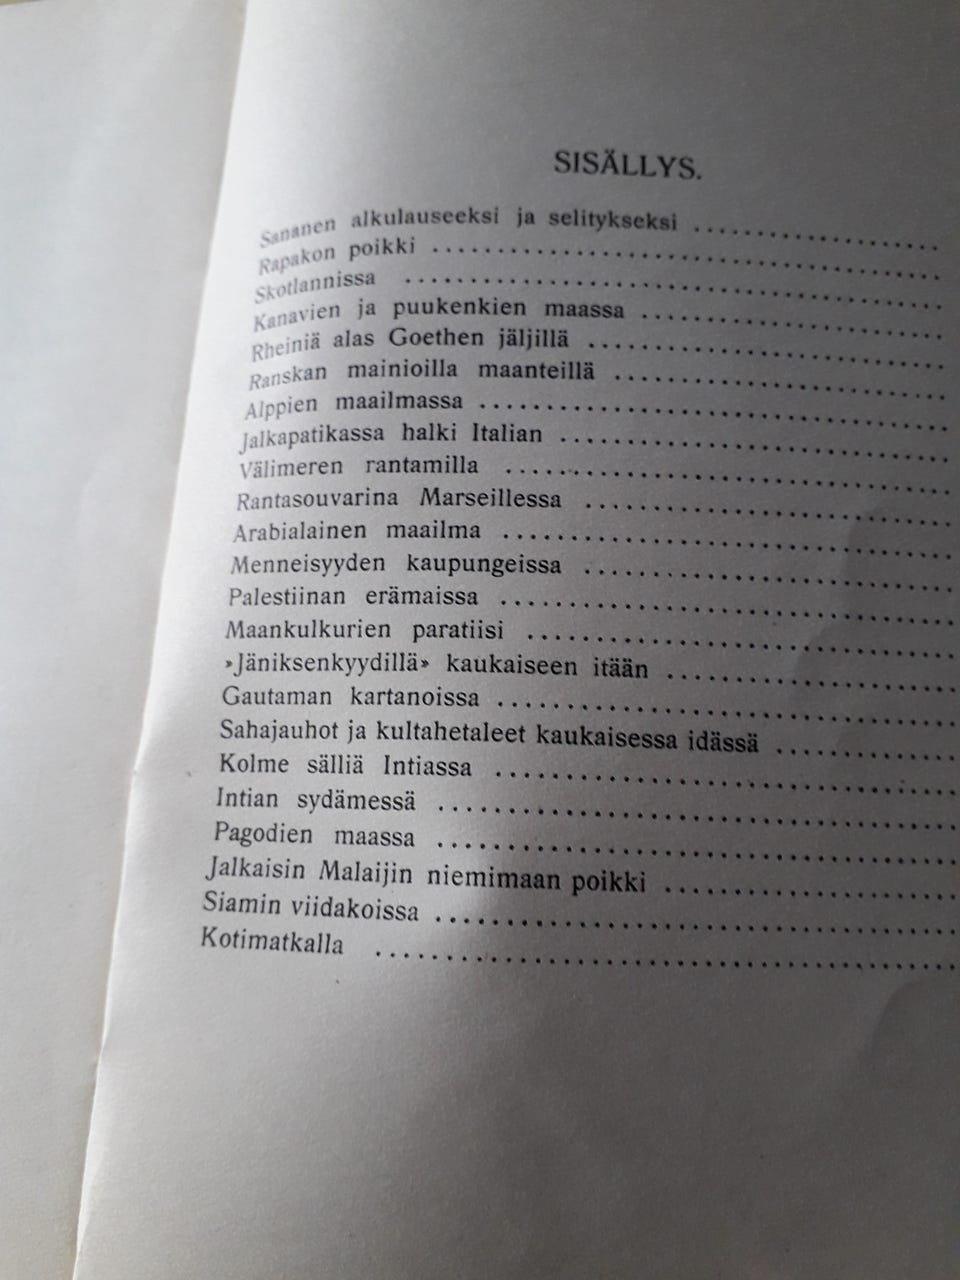 SISÄLLYS.
Sananen alkulauseeksi ja selitykseksi ....................
Rapakon poikki ........................................
Skotlannissa ........................................
Kanavien ja puukenkien maassa .......................
Rheiniä alas Goethen jäljillä ...........................
Ranskan mainioilla maanteillä .........................
Alppien maailmassa ...................................
Jalkapatikassa halki Italian .............................
Välimeren rantamilla .................................
Rantasouvarina Marseillessa ............................
Arabialainen maailma .................................
Menneisyyden kaupungeissa ............................
Palestiinan erämaissa ..................................
Maankulkurien paratiisi ................................
»Jäniksenkyydillä» kaukaiseen itään .....................
Gautaman kartanoissa ..................................
Sahajauhot ja kultahetaleet kaukaisessa idässä .............
Kolme sälliä Intiassa ..................................
Intian sydämessä ......................................
Pagodien maassa ......................................
Jalkaisin Malaijin niemimaan poikki .....................
Siamin viidakoissa .....................................
Kotimatkalla .........................................